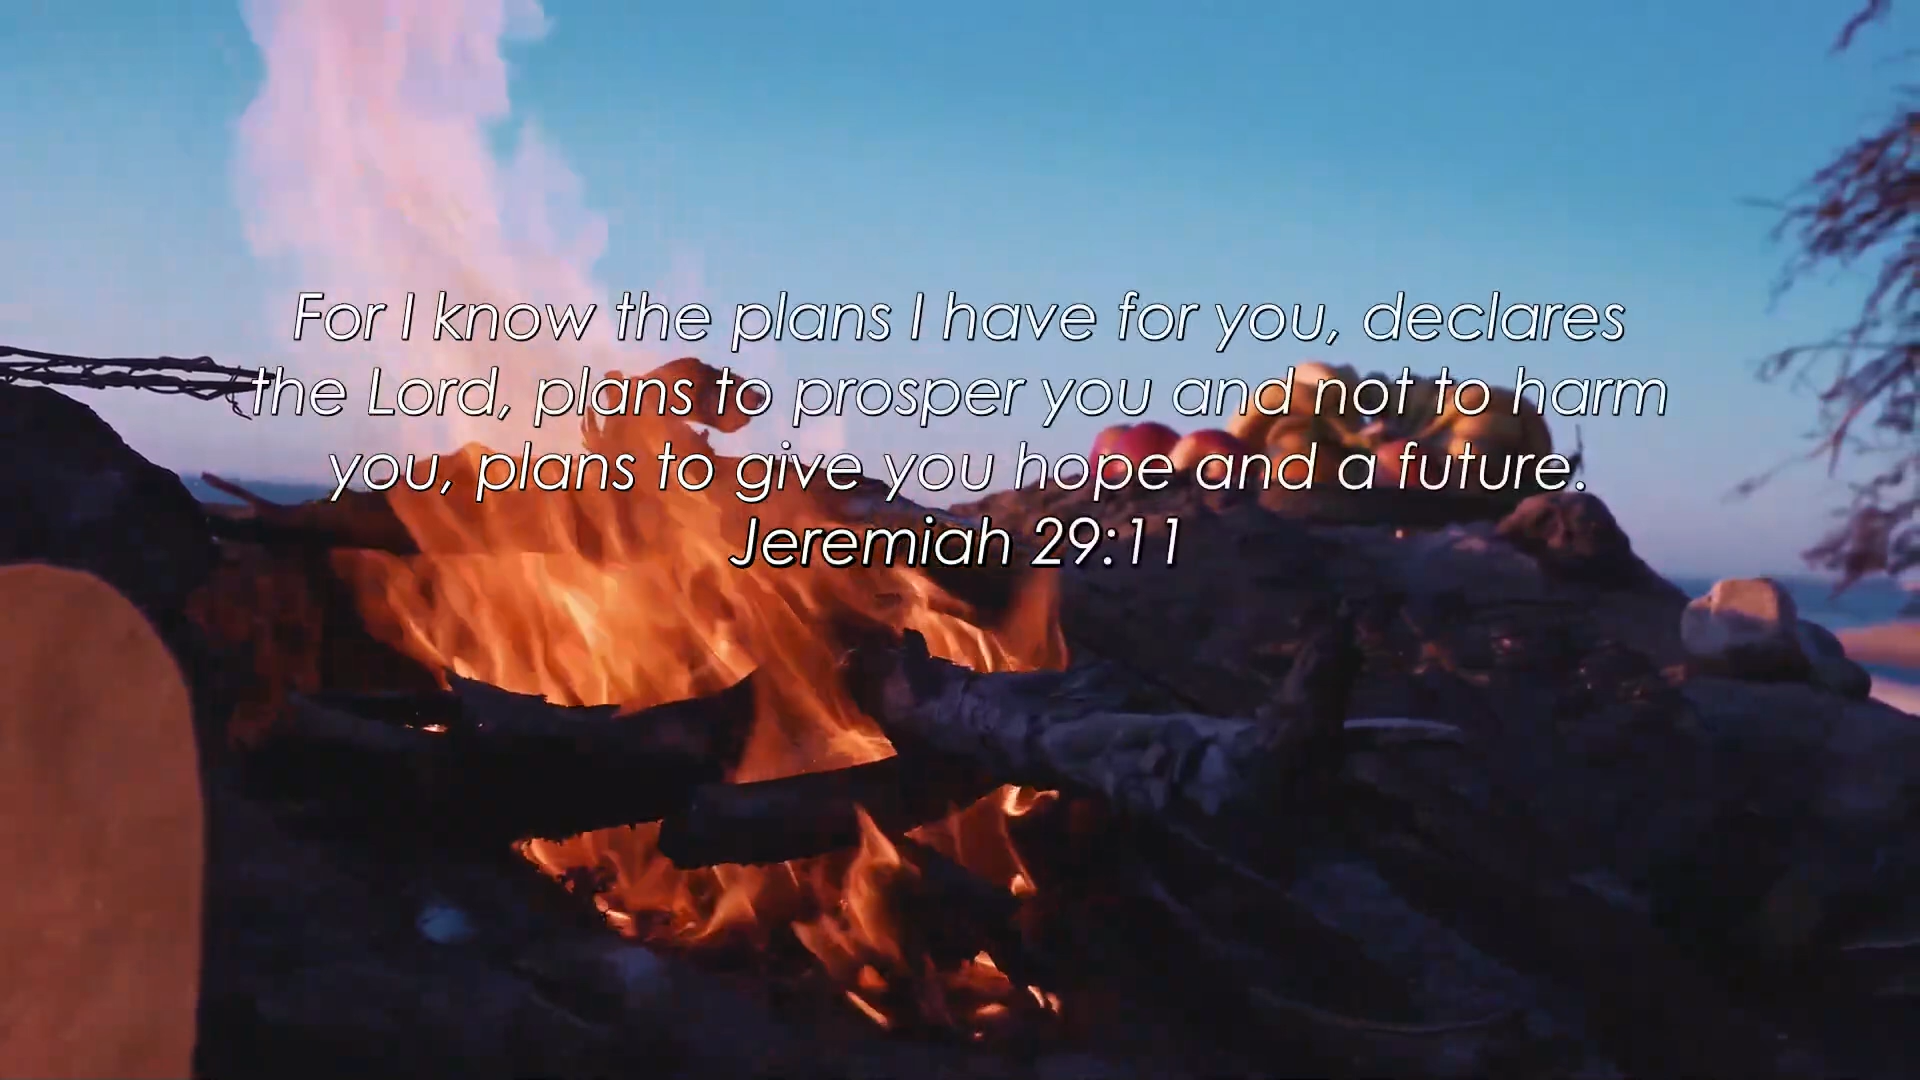 For I know the plans I have for you, declares
the Lord, plans to prosper you and not to harm
you, plans to give you hope and a future.
Jeremiah 29:11